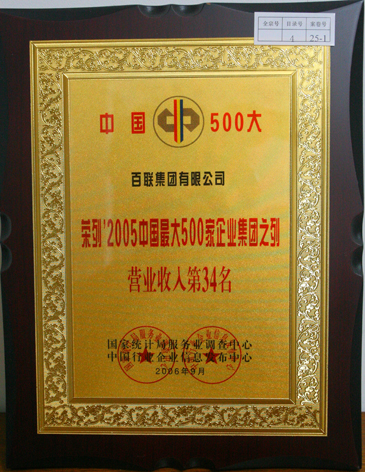 全宗号 目录号 案卷号
4 25-1
中国 500大
百联集团有限公司
荣列'2005中国最大500家企业集团之列
营业收入第34名
国家统计局服务业调查中心
中国行业企业信息发布中心
2006年9月